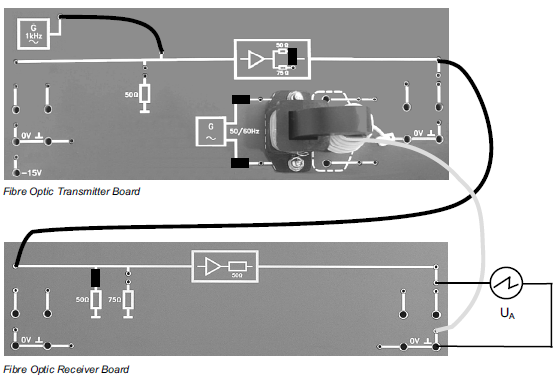 G
1kHz
50Ω
75Ω
50Ω
G
50/60Hz
0V
0V
-15V
Fibre Optic Transmitter Board
50Ω
50Ω
75Ω
U_A
0V
0V
Fibre Optic Receiver Board